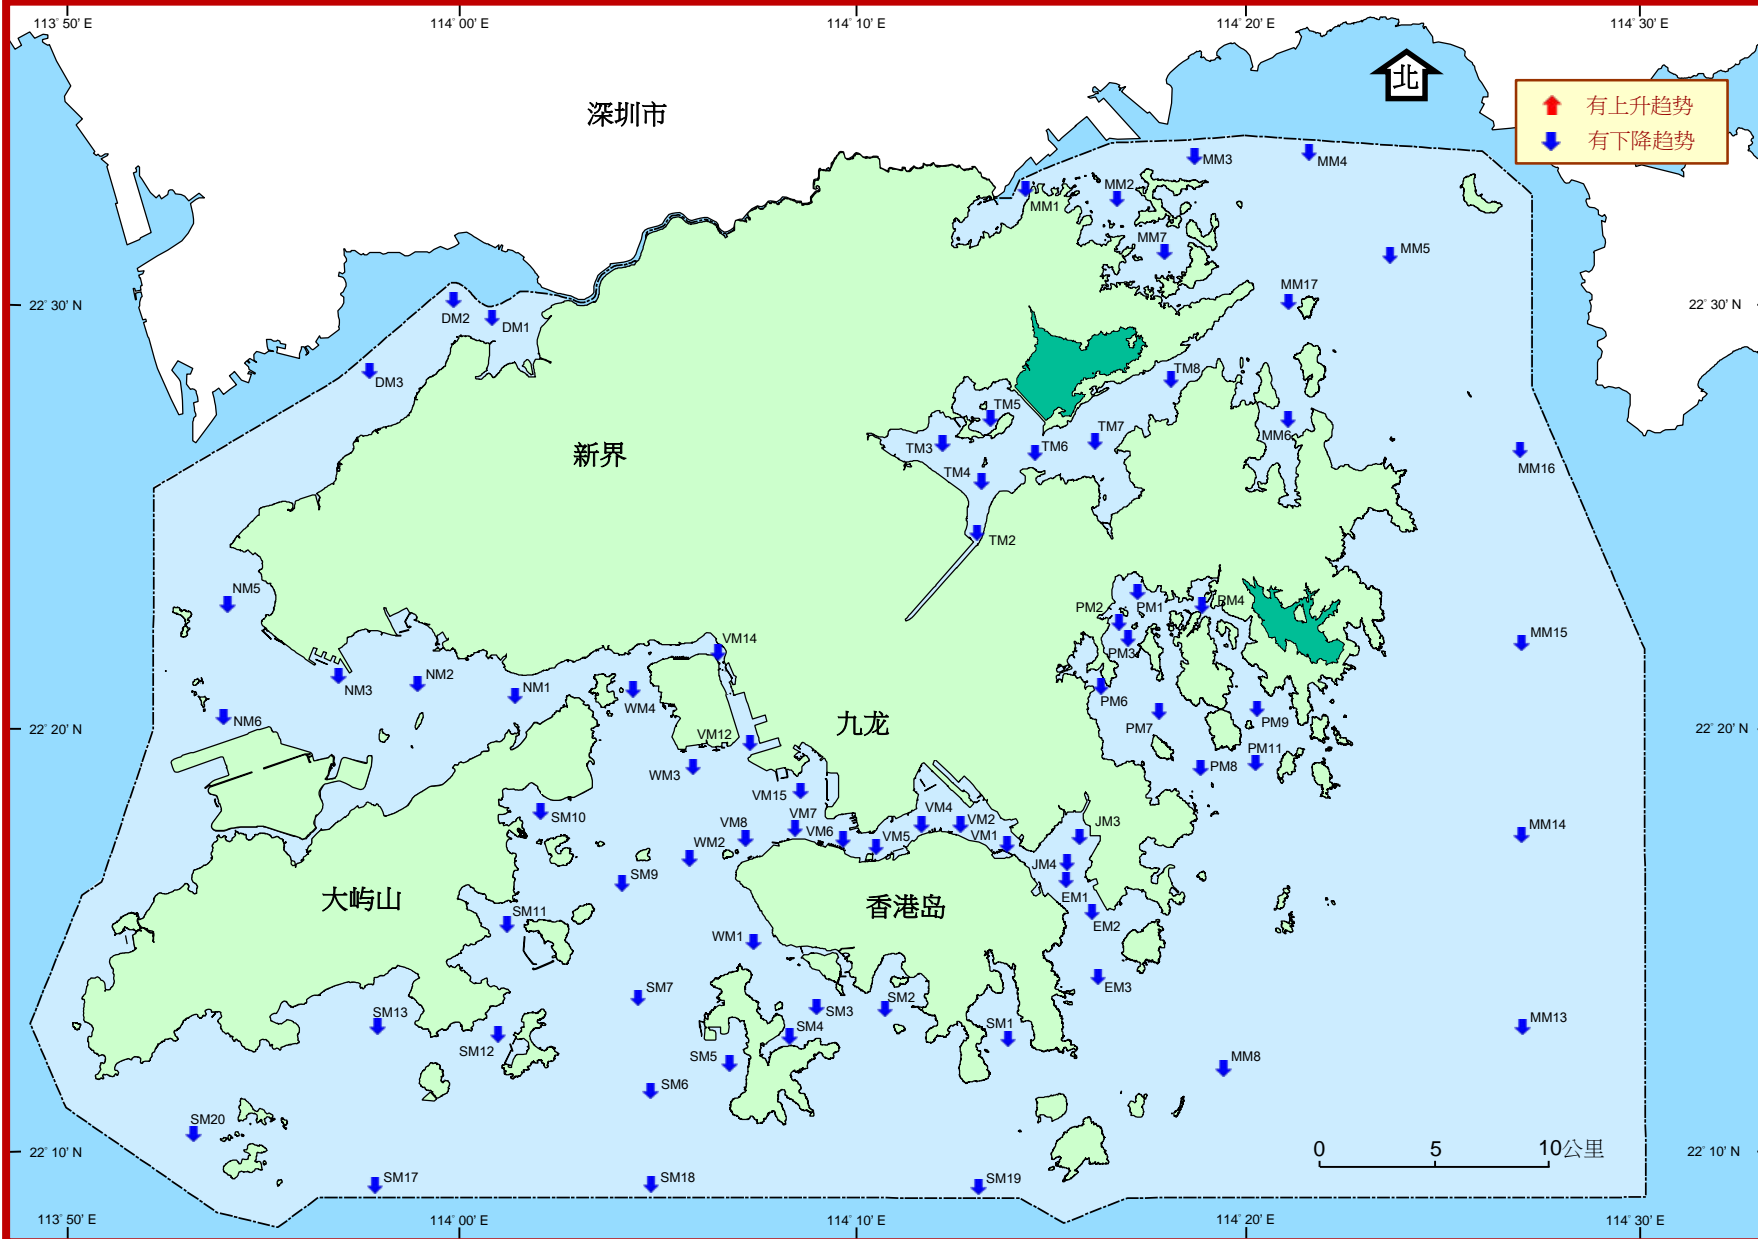 113° 50' E
114° 00' E
114° 10' E
114° 20' E
114° 30' E
北
有上升趋势
有下降趋势
深圳市
MM3
MM4
MM2
MM1
MM7
MM5
MM17
22° 30' N
22° 30' N
DM2
DM1
DM3
TM8
TM5
TM7
MM6
TM3
TM6
新界
TM4
MM16
TM2
NM5
PM2
PM1
PM4
VM14
PM3
MM15
NM3
NM2
NM1
WM4
PM6
NM6
PM7
PM9
22° 20' N
九龙
22° 20' N
VM12
PM11
WM3
PM8
VM15
SM10
VM7
VM4
VM8
VM6
VM2
JM3
MM14
WM2
VM5
VM1
JM4
SM9
大屿山
EM1
香港岛
SM11
EM2
WM1
EM3
SM7
SM2
SM13
SM3
SM1
MM13
SM12
SM4
SM5
MM8
SM6
SM20
0
5
10公里
22° 10' N
22° 10' N
SM17
SM18
SM19
113° 50' E
114° 00' E
114° 10' E
114° 20' E
114° 30' E